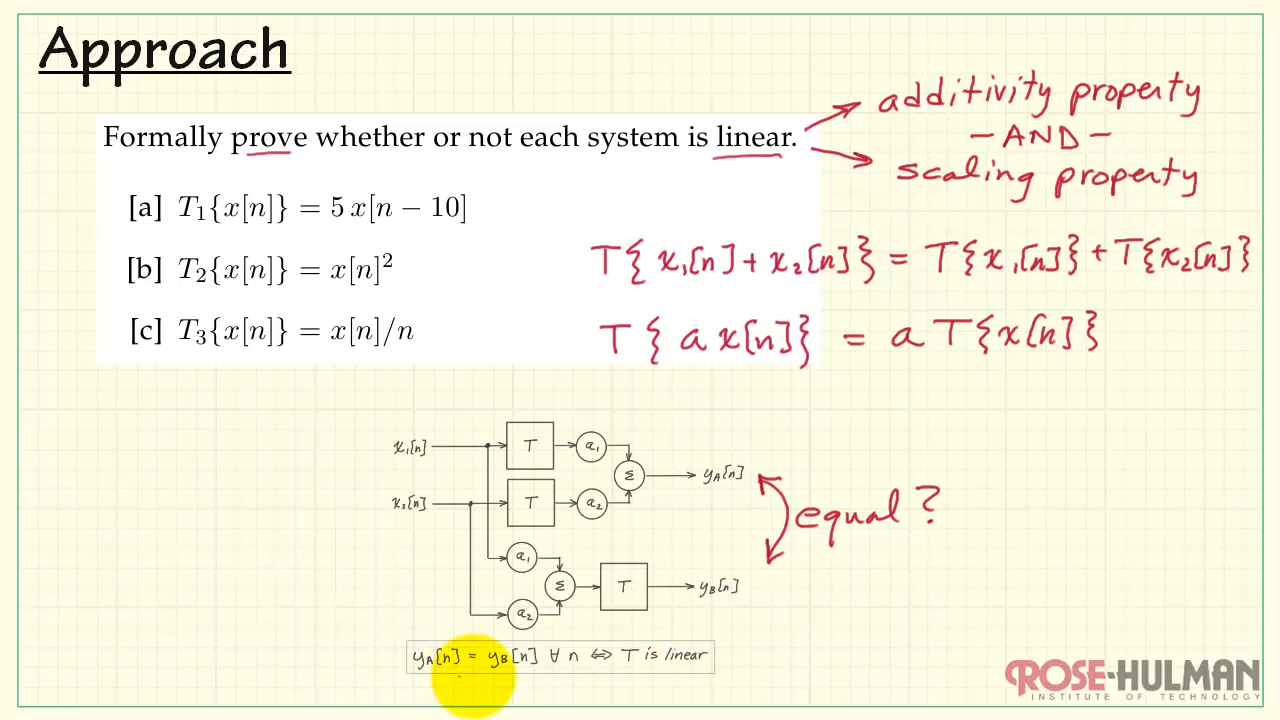 Approach
Formally prove whether or not each system is linear.
additivity property
- AND -
scaling property
[a] T₁{x[n]} = 5 x[n − 10]
[b] T₂{x[n]} = x[n]²
T{ x₁[n] + x₂[n]} = T{x₁[n]} + T{x₂[n]}
[c] T₃{x[n]} = x[n]/n
T { a x[n]} = a T{x[n]}
x₁[n] T a₁
Σ y_A[n]
x₂[n] T a₂
equal ?
a₁
Σ T y_B[n]
a₂
y_A[n] = y_B[n] ∀ n ⇔ T is linear
ROSE-HULMAN
INSTITUTE OF TECHNOLOGY